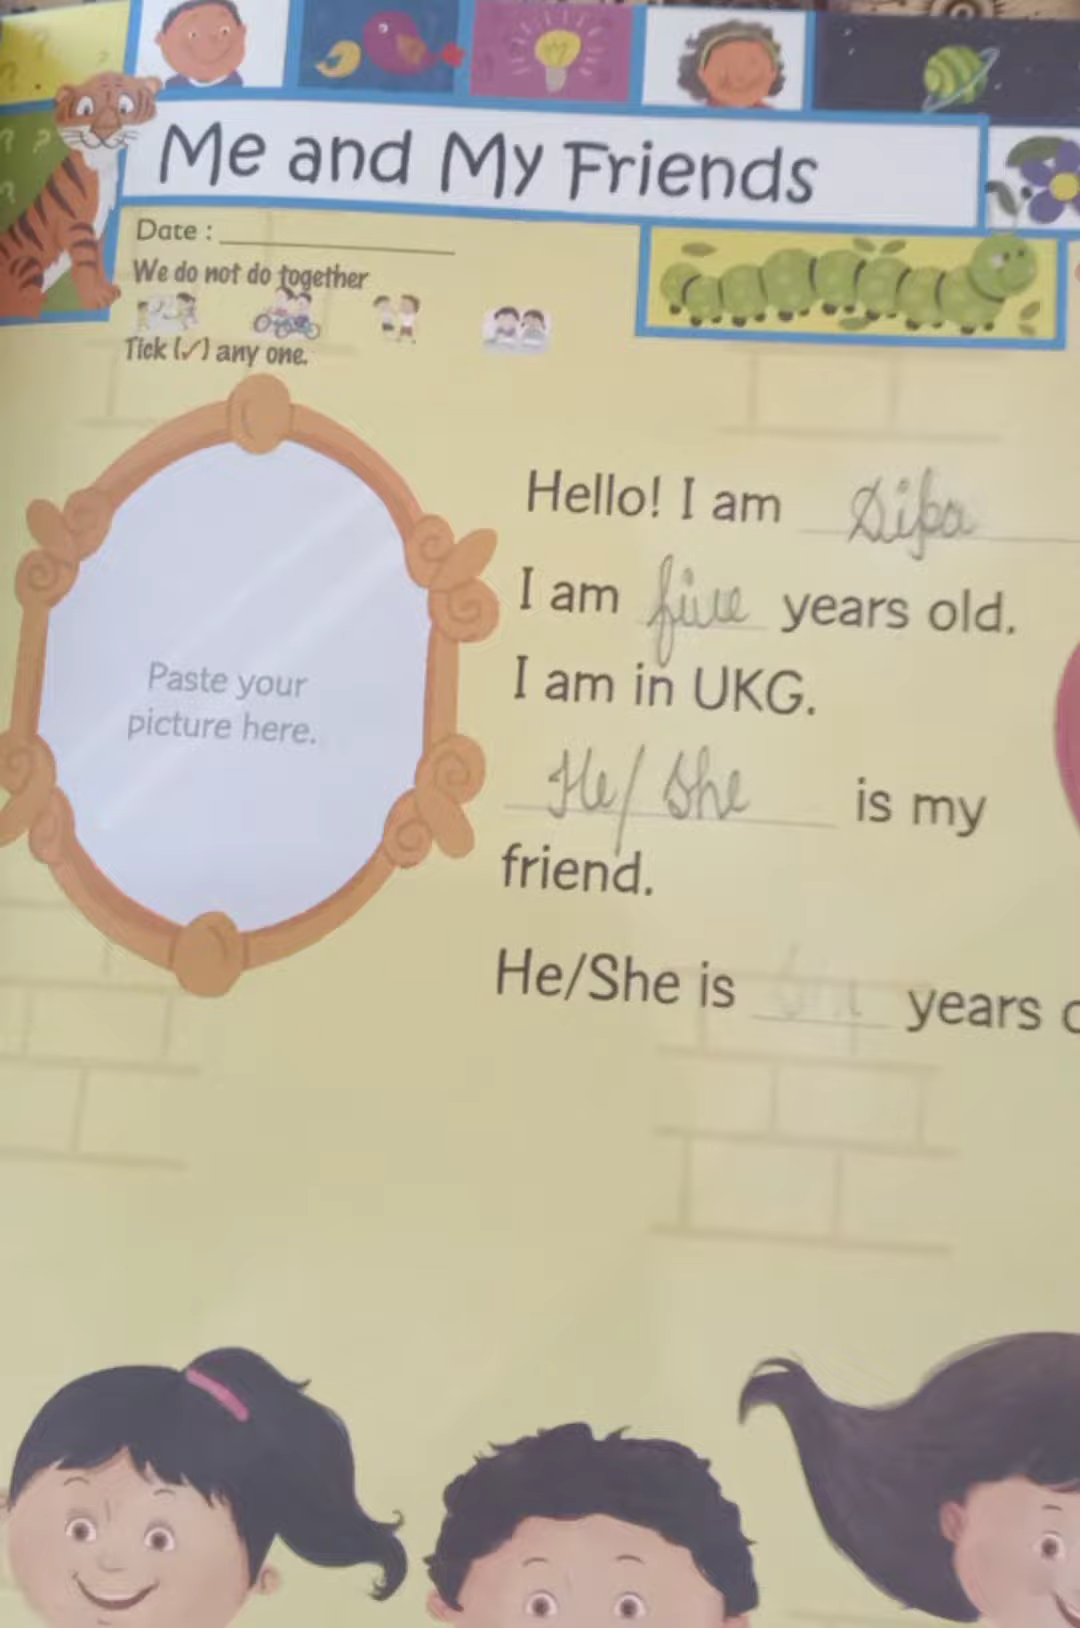 Me and My Friends
Date :
We do not do together
Tick (✓) any one.
Paste your
picture here.
Hello! I am Sipa
I am five years old.
I am in UKG.
He/She is my
friend.
He/She is years